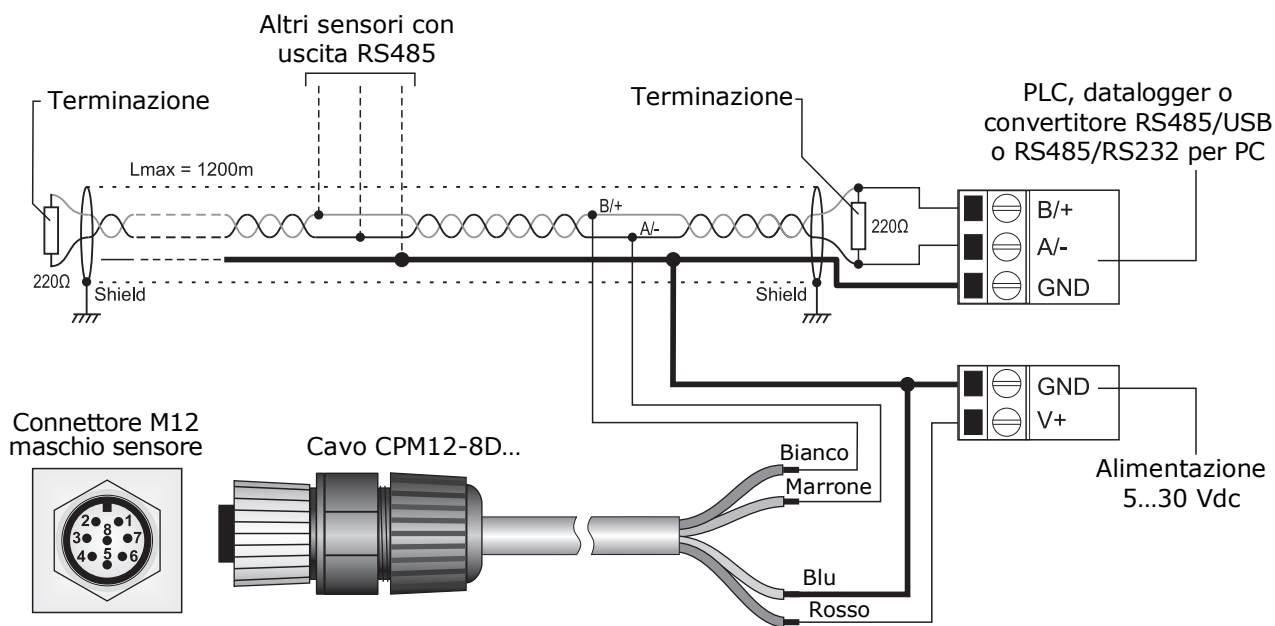 Altri sensori con
uscita RS485
Terminazione
Terminazione
PLC, datalogger o
convertitore RS485/USB
o RS485/RS232 per PC
Lmax = 1200m
B/+
A/-
220Ω
220Ω
Shield
Shield
B/+
A/-
GND
GND
V+
Alimentazione
5...30 Vdc
Connettore M12
maschio sensore
2
1
8
3
7
4
5
6
Cavo CPM12-8D...
Bianco
Marrone
Blu
Rosso